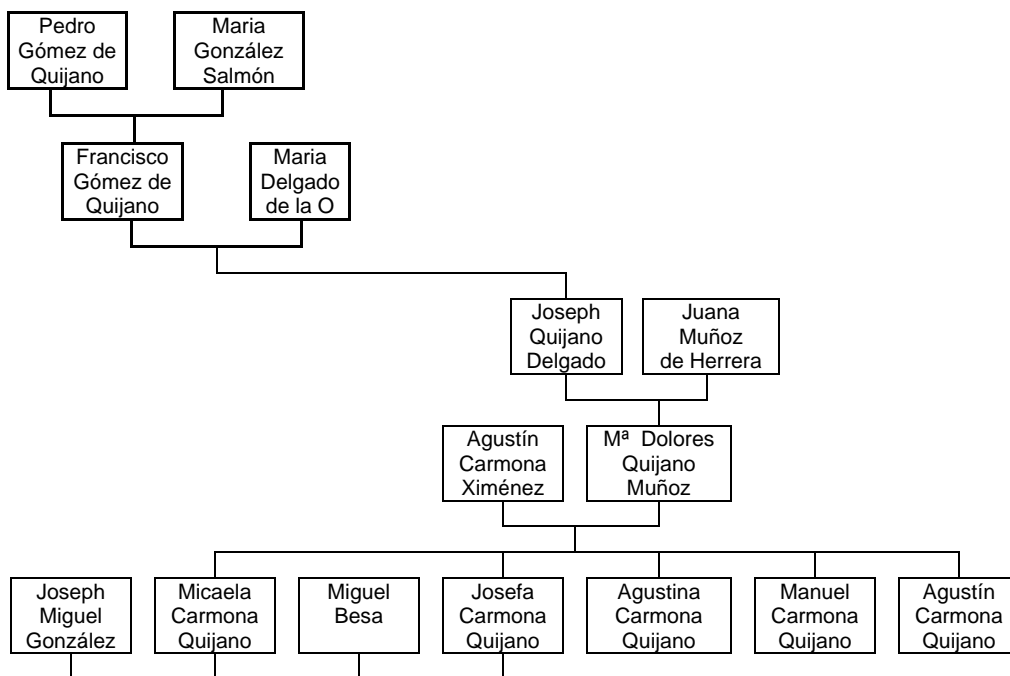 Pedro
Gómez de
Quijano
Maria
González
Salmón
Francisco
Gómez de
Quijano
Maria
Delgado
de la O
Joseph
Quijano
Delgado
Juana
Muñoz
de Herrera
Agustín
Carmona
Ximénez
Mª Dolores
Quijano
Muñoz
Joseph
Miguel
González
Micaela
Carmona
Quijano
Miguel
Besa
Josefa
Carmona
Quijano
Agustina
Carmona
Quijano
Manuel
Carmona
Quijano
Agustín
Carmona
Quijano